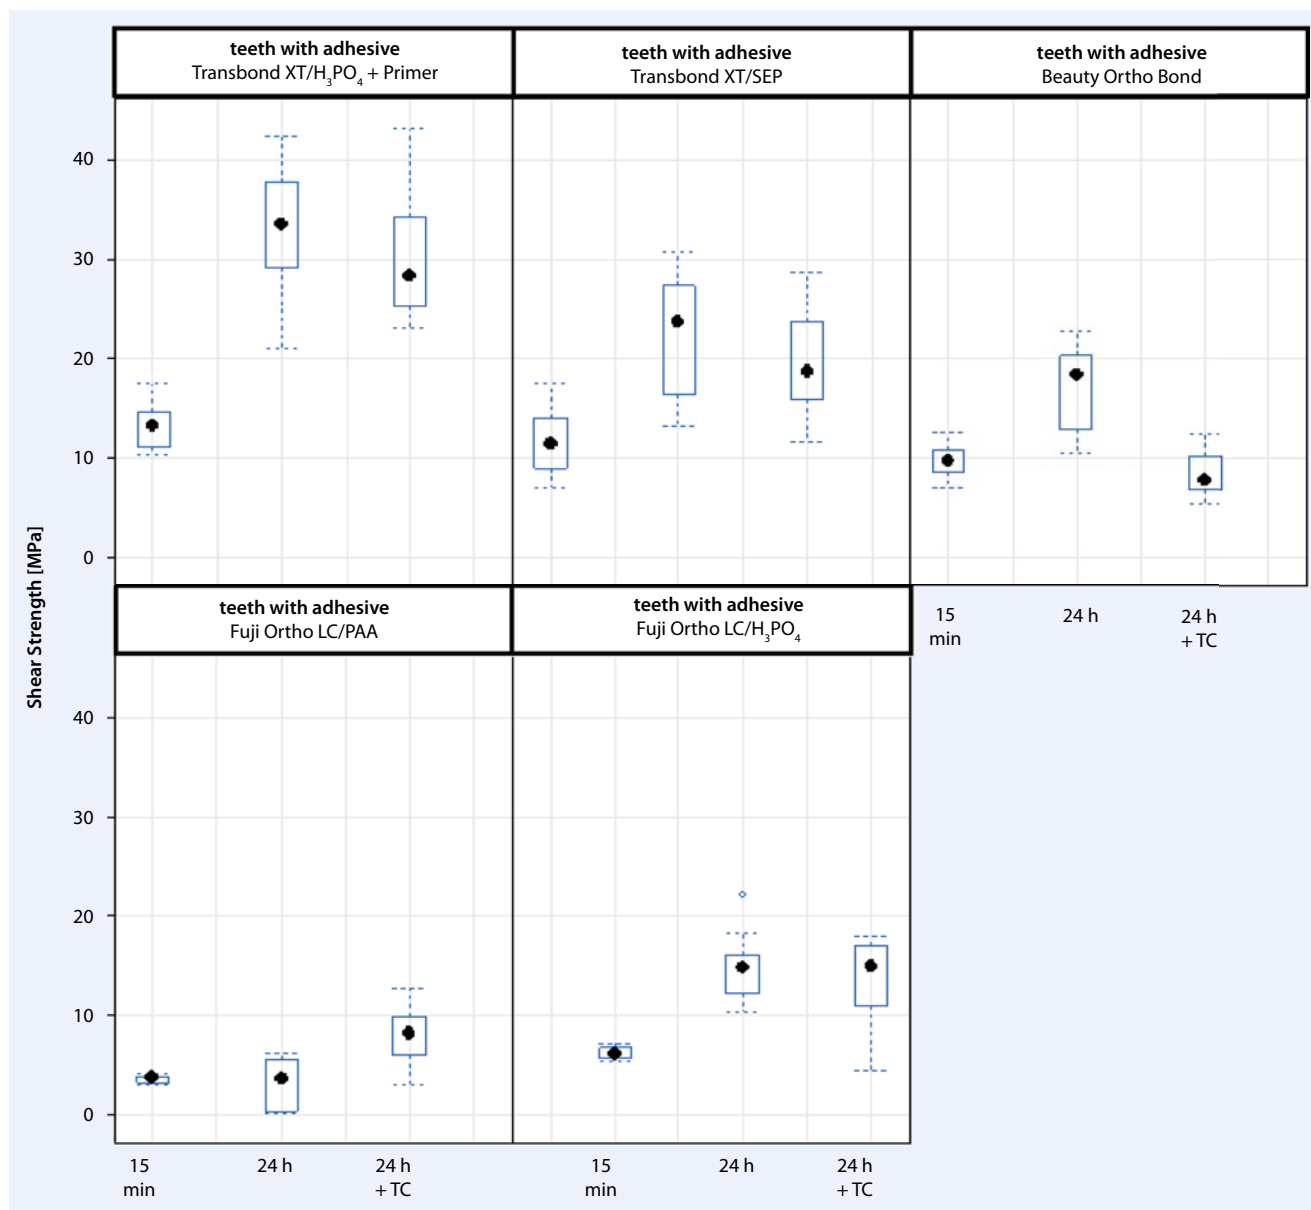 teeth with adhesive
Transbond XT/H₃PO₄ + Primer
teeth with adhesive
Transbond XT/SEP
teeth with adhesive
Beauty Ortho Bond
40
30
20
10
0
Shear Strength [MPa]
teeth with adhesive
Fuji Ortho LC/PAA
teeth with adhesive
Fuji Ortho LC/H₃PO₄
15
min
24 h
24 h
+ TC
40
30
20
10
0
15
min
24 h
24 h
+ TC
15
min
24 h
24 h
+ TC